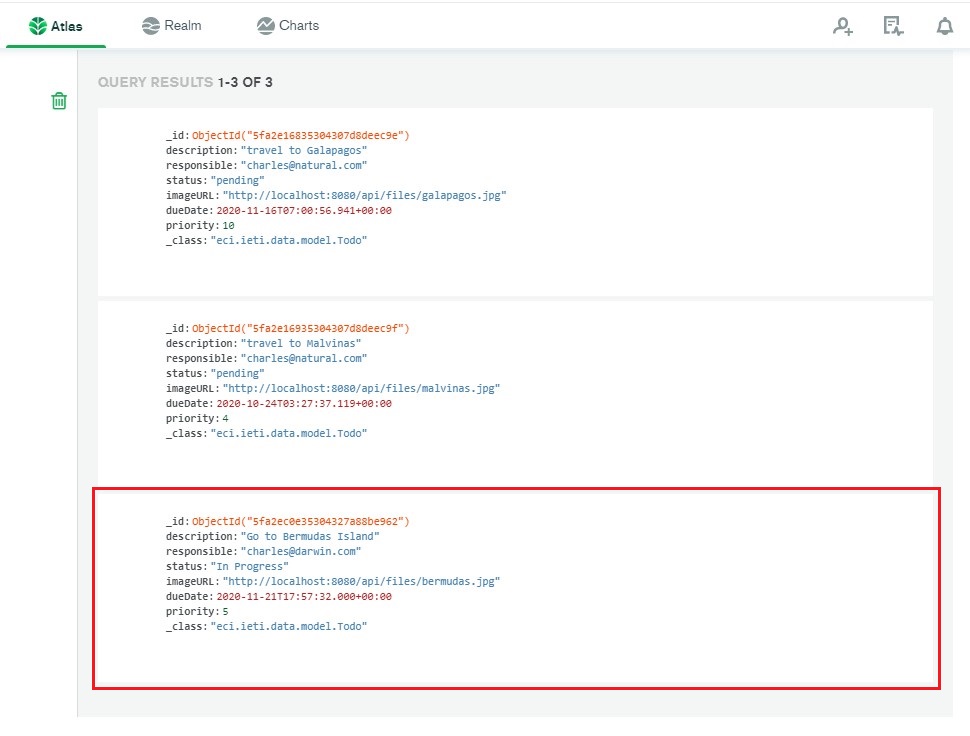 Atlas
Realm
Charts
QUERY RESULTS 1-3 OF 3
_id: ObjectId("5fa2e16835304307d8deec9e")
description: "travel to Galapagos"
responsible: "charles@natural.com"
status: "pending"
imageURL: "http://localhost:8080/api/files/galapagos.jpg"
dueDate: 2020-11-16T07:00:56.941+00:00
priority: 10
_class: "eci.ieti.data.model.Todo"
_id: ObjectId("5fa2e16935304307d8deec9f")
description: "travel to Malvinas"
responsible: "charles@natural.com"
status: "pending"
imageURL: "http://localhost:8080/api/files/malvinas.jpg"
dueDate: 2020-10-24T03:27:37.119+00:00
priority: 4
_class: "eci.ieti.data.model.Todo"
_id: ObjectId("5fa2ec0e35304327a88be962")
description: "Go to Bermudas Island"
responsible: "charles@darwin.com"
status: "In Progress"
imageURL: "http://localhost:8080/api/files/bermudas.jpg"
dueDate: 2020-11-21T17:57:32.000+00:00
priority: 5
_class: "eci.ieti.data.model.Todo"